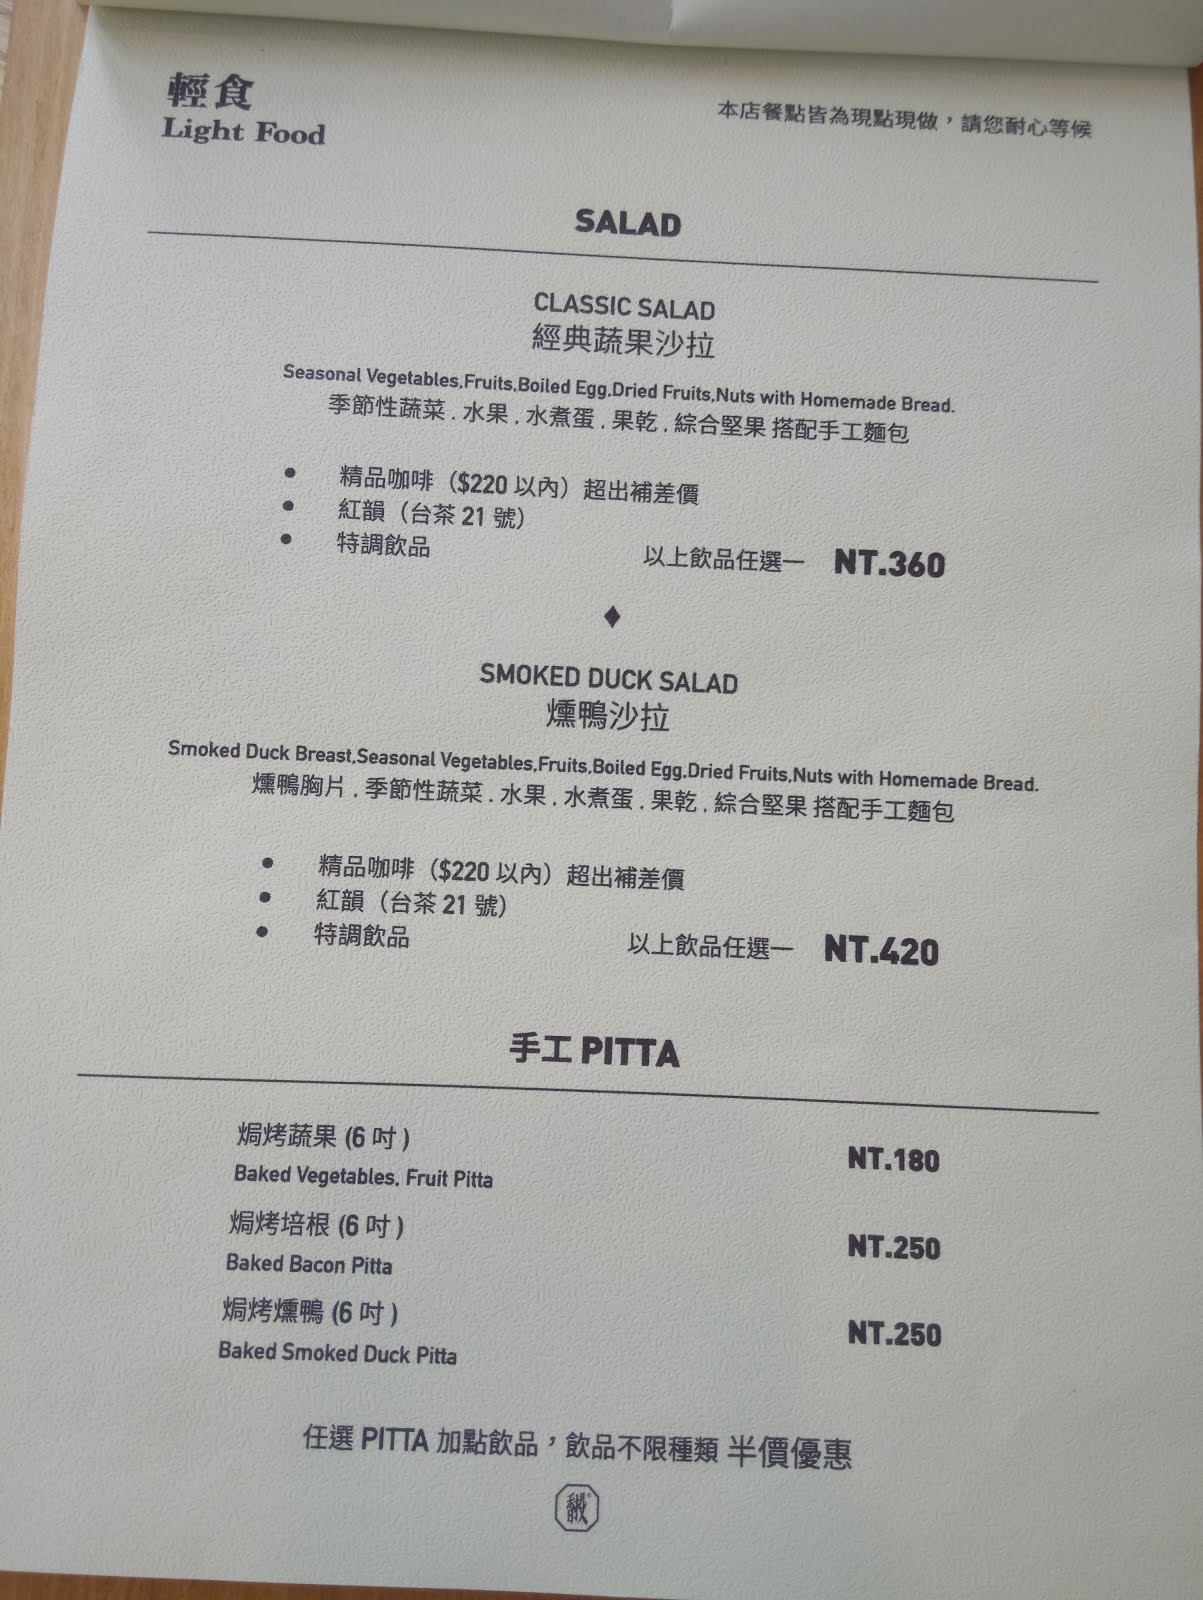 輕食
Light Food
本店餐點皆為現點現做，請您耐心等候
SALAD
CLASSIC SALAD
經典蔬果沙拉
Seasonal Vegetables,Fruits,Boiled Egg,Dried Fruits,Nuts with Homemade Bread.
季節性蔬菜 . 水果 , 水煮蛋 , 果乾 , 綜合堅果 搭配手工麵包
• 精品咖啡（$220 以內）超出補差價
• 紅韻（台茶 21 號）
• 特調飲品
以上飲品任選一 NT.360
♦
SMOKED DUCK SALAD
燻鴨沙拉
Smoked Duck Breast,Seasonal Vegetables,Fruits,Boiled Egg,Dried Fruits,Nuts with Homemade Bread.
燻鴨胸片 , 季節性蔬菜 . 水果 , 水煮蛋 , 果乾 , 綜合堅果 搭配手工麵包
• 精品咖啡（$220 以內）超出補差價
• 紅韻（台茶 21 號）
• 特調飲品
以上飲品任選一 NT.420
手工 PITTA
焗烤蔬果 (6 吋 )
NT.180
Baked Vegetables, Fruit Pitta
焗烤培根 (6 吋 )
NT.250
Baked Bacon Pitta
焗烤燻鴨 (6 吋 )
NT.250
Baked Smoked Duck Pitta
任選 PITTA 加點飲品，飲品不限種類 半價優惠